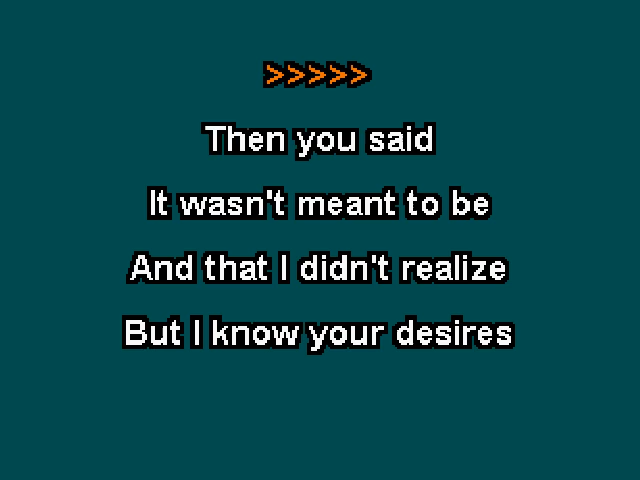 >>>>>
Then you said
It wasn't meant to be
And that I didn't realize
But I know your desires